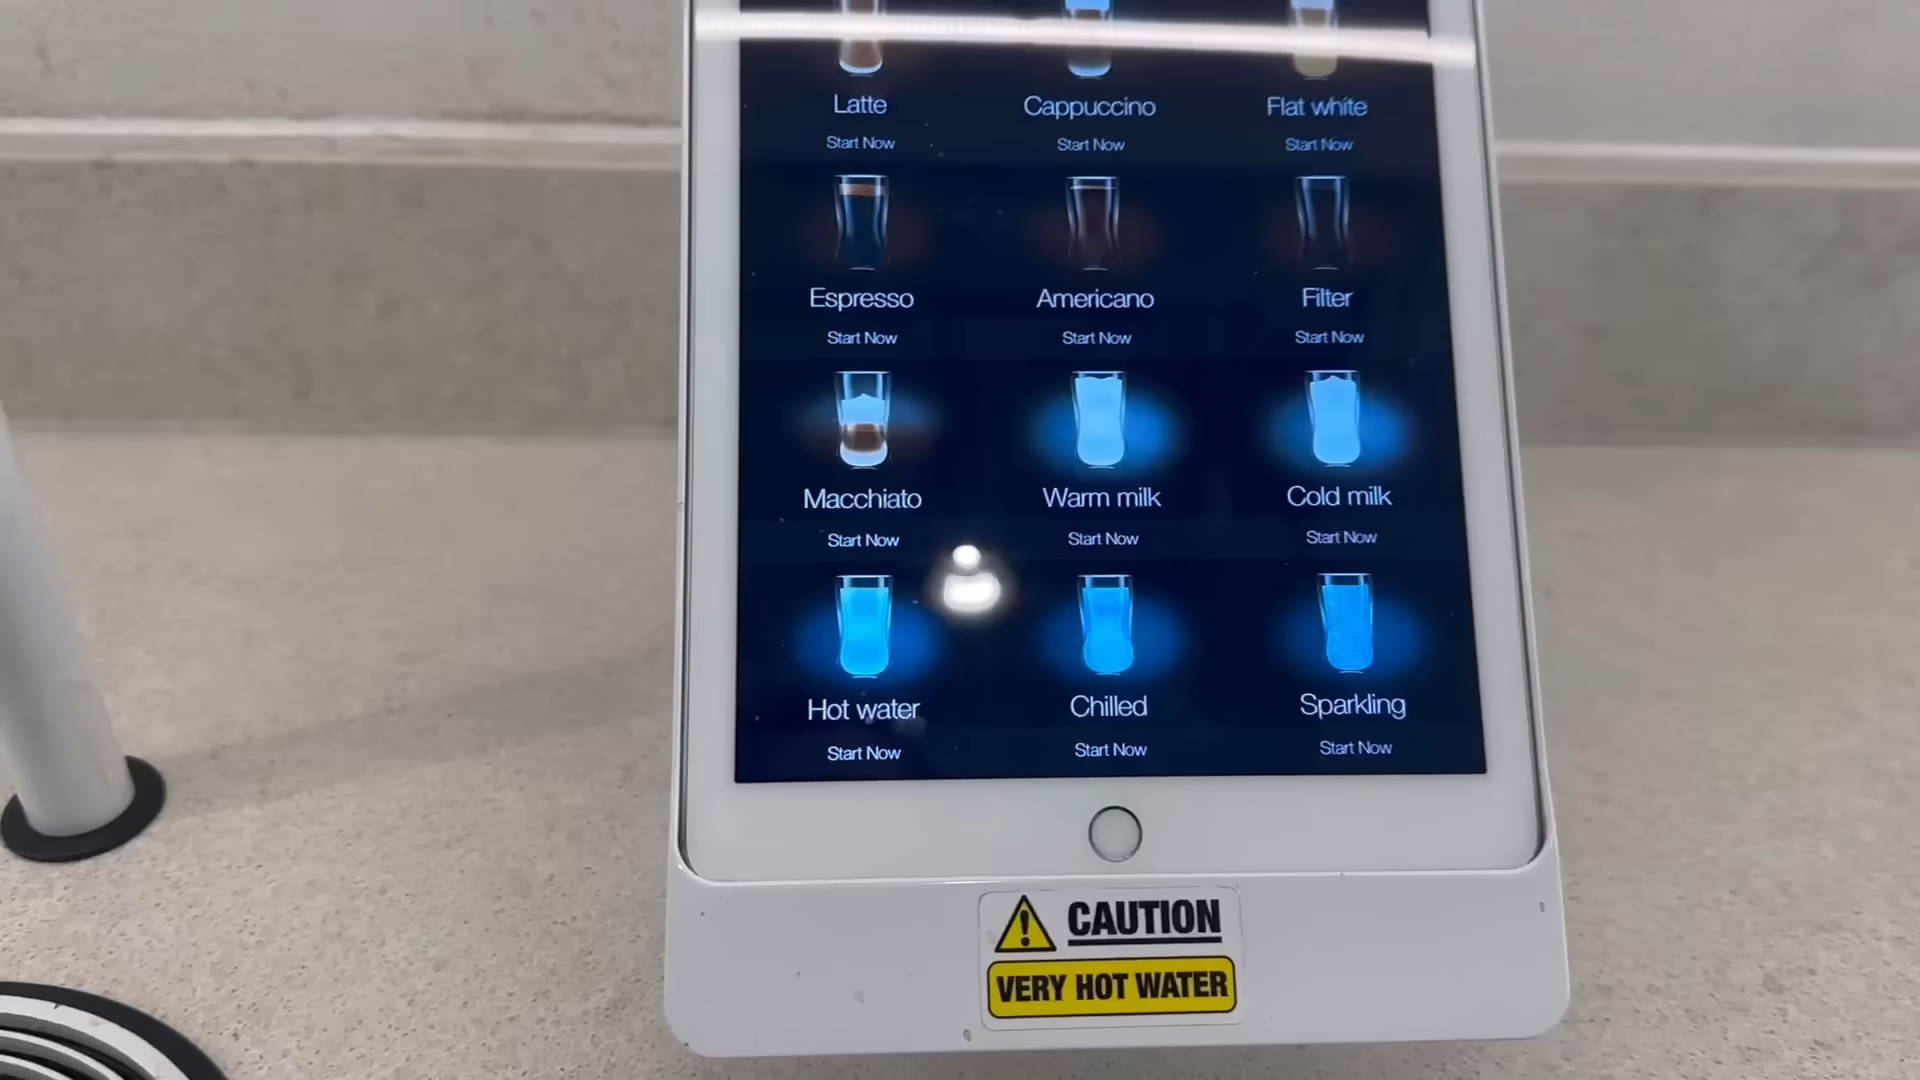 Latte Cappuccino Flat white
Start Now Start Now Start Now
Espresso Americano Filter
Start Now Start Now Start Now
Macchiato Warm milk Cold milk
Start Now Start Now Start Now
Hot water Chilled Sparkling
Start Now Start Now Start Now
CAUTION
VERY HOT WATER